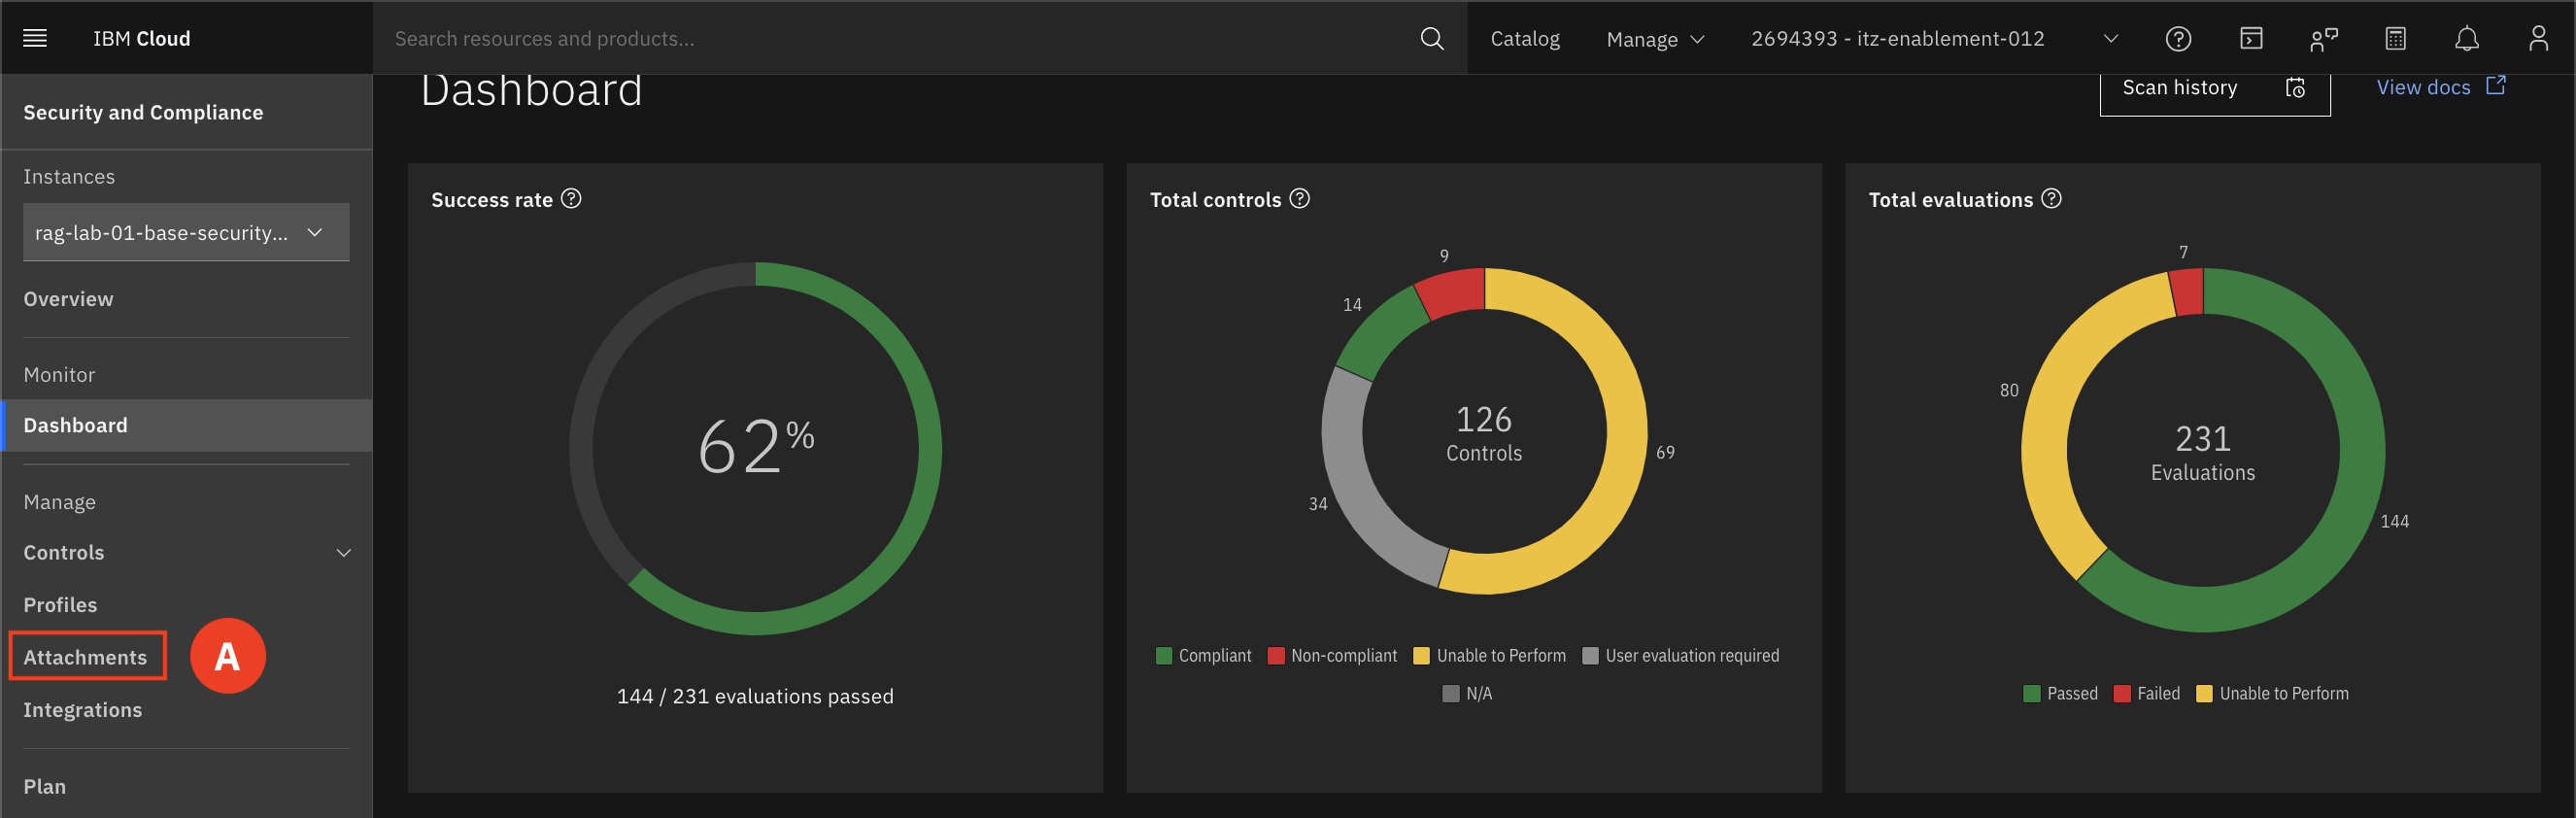 IBM Cloud
Search resources and products...
Catalog
Manage
2694393 - itz-enablement-012
Security and Compliance
Instances
rag-lab-01-base-security...
Overview
Monitor
Dashboard
Manage
Controls
Profiles
Attachments
A
Integrations
Plan
Dashboard
Scan history
View docs
Success rate
62%
144 / 231 evaluations passed
Total controls
9
14
69
34
126
Controls
Compliant Non-compliant Unable to Perform User evaluation required
N/A
Total evaluations
7
80
144
231
Evaluations
Passed Failed Unable to Perform